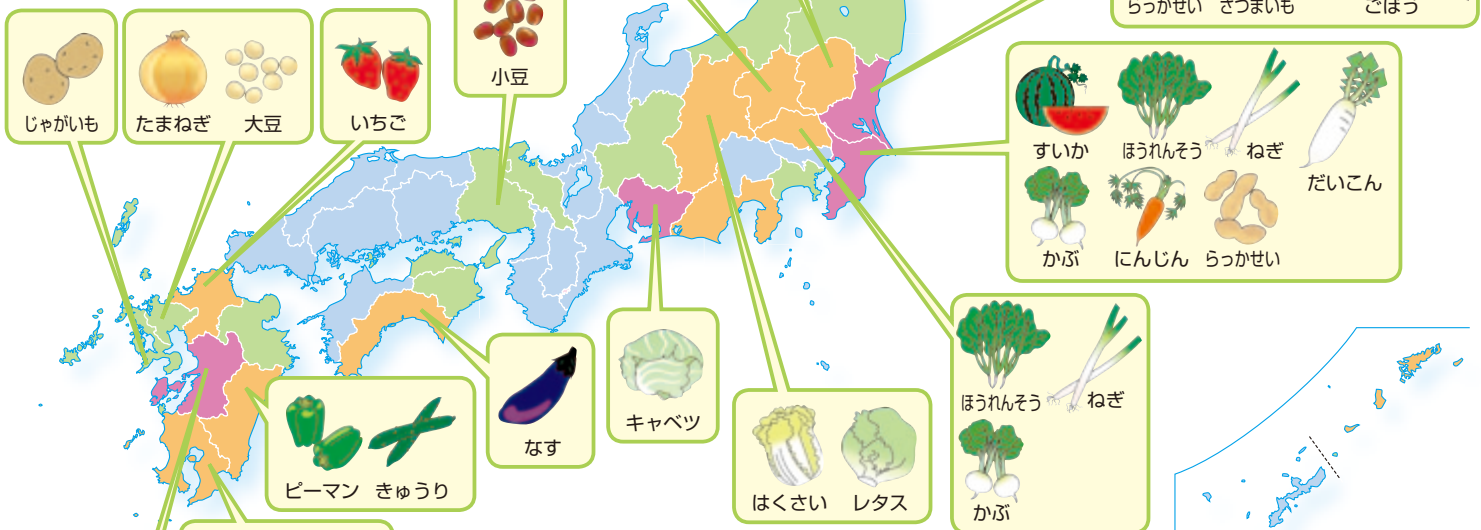 らっかせい さつまいも ごぼう
じゃがいも
たまねぎ 大豆
いちご
小豆
すいか ほうれんそう ねぎ
だいこん
かぶ にんじん らっかせい
ピーマン きゅうり
なす
キャベツ
はくさい レタス
ほうれんそう ねぎ
かぶ